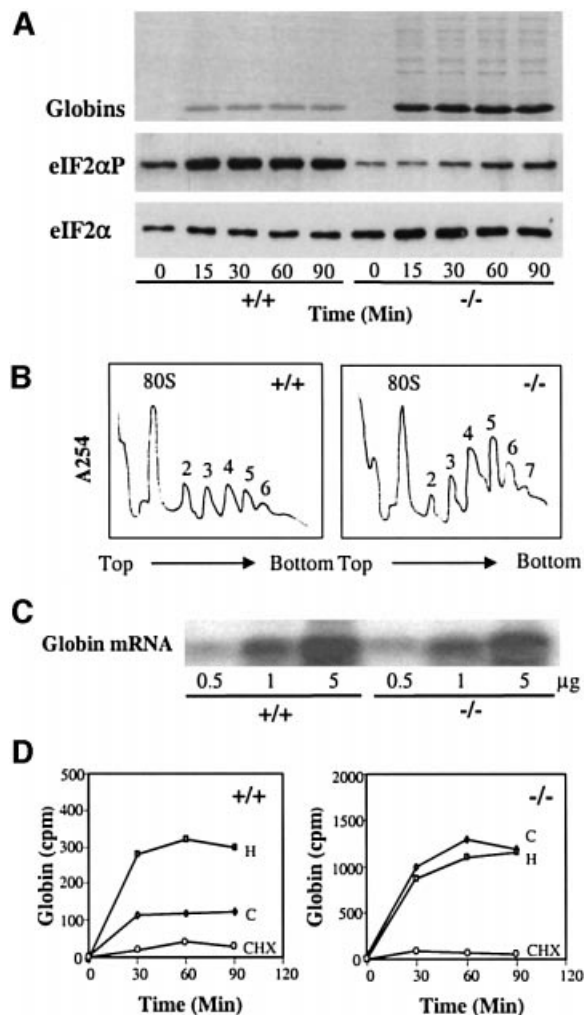 A
Globins
eIF2αP
eIF2α
0 15 30 60 90 0 15 30 60 90
+/+ -/-
Time (Min)
B
A254
80S +/+
2 3 4 5 6
80S -/-
2 3 4 5 6 7
Top Bottom Top Bottom
C
Globin mRNA
0.5 1 5 0.5 1 5 µg
+/+ -/-
D
Globin (cpm)
500
400
300
200
100
0
+/+
H
C
CHX
0 30 60 90 120
Time (Min)
Globin (cpm)
2000
1500
1000
500
0
-/-
C
H
CHX
0 30 60 90 120
Time (Min)